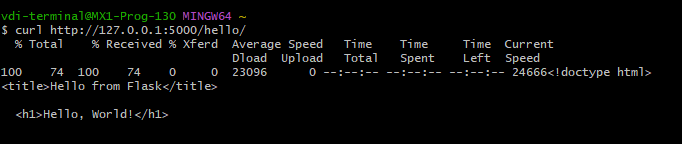 vdi-terminal@MX1-Prog-130 MINGW64 ~
$ curl http://127.0.0.1:5000/hello/
  % Total    % Received % Xferd  Average Speed   Time    Time     Time  Current
                                 Dload  Upload   Total   Spent    Left  Speed
100    74  100    74    0     0  23096      0 --:--:-- --:--:-- --:--:-- 24666<!doctype html>
<title>Hello from Flask</title>

  <h1>Hello, World!</h1>